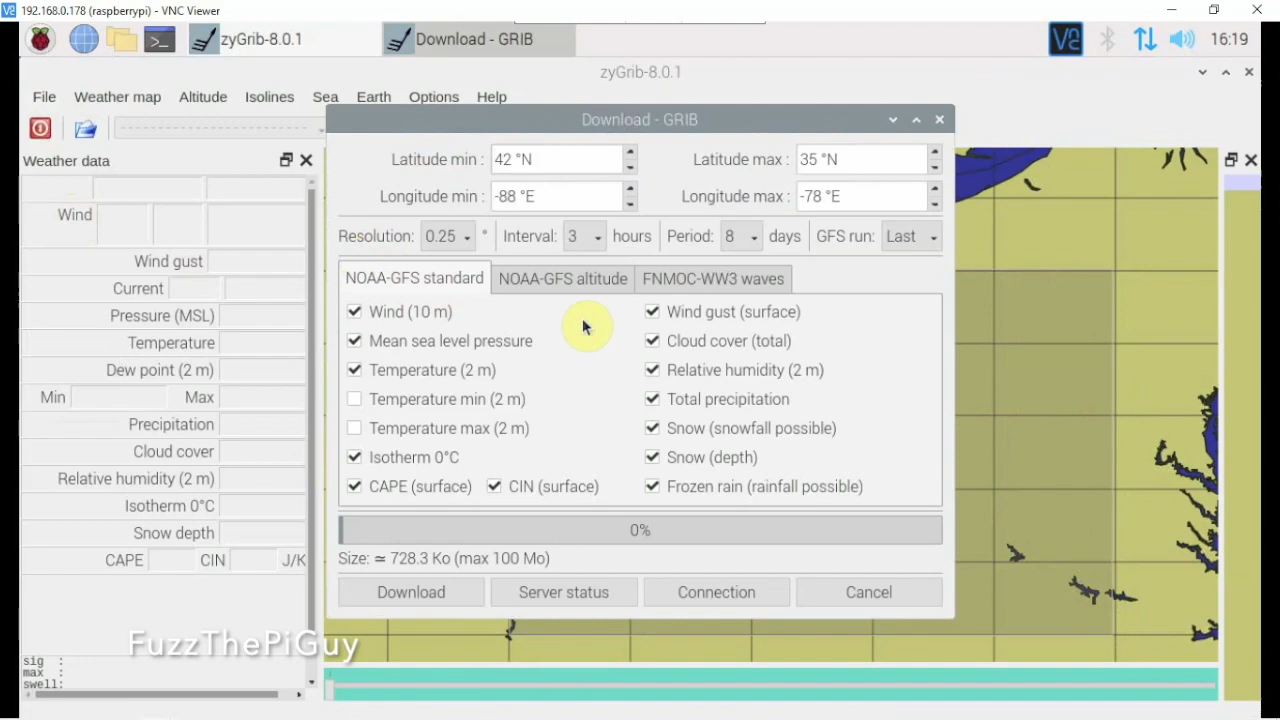 192.168.0.178 (raspberrypi) - VNC Viewer
zyGrib-8.0.1
Download - GRIB
16:19
zyGrib-8.0.1
File Weather map Altitude Isolines Sea Earth Options Help
Download - GRIB
Weather data
Wind
Wind gust
Current
Pressure (MSL)
Temperature
Dew point (2 m)
Min Max
Precipitation
Cloud cover
Relative humidity (2 m)
Isotherm 0°C
Snow depth
CAPE CIN J/K
sig :
max :
swell:
Latitude min : 42 °N Latitude max : 35 °N
Longitude min : -88 °E Longitude max : -78 °E
Resolution: 0.25 ° Interval: 3 hours Period: 8 days GFS run: Last
NOAA-GFS standard NOAA-GFS altitude FNMOC-WW3 waves
Wind (10 m) Wind gust (surface)
Mean sea level pressure Cloud cover (total)
Temperature (2 m) Relative humidity (2 m)
Temperature min (2 m) Total precipitation
Temperature max (2 m) Snow (snowfall possible)
Isotherm 0°C Snow (depth)
CAPE (surface) CIN (surface) Frozen rain (rainfall possible)
0%
Size: ≃ 728.3 Ko (max 100 Mo)
Download Server status Connection Cancel
FuzzThePiGuy